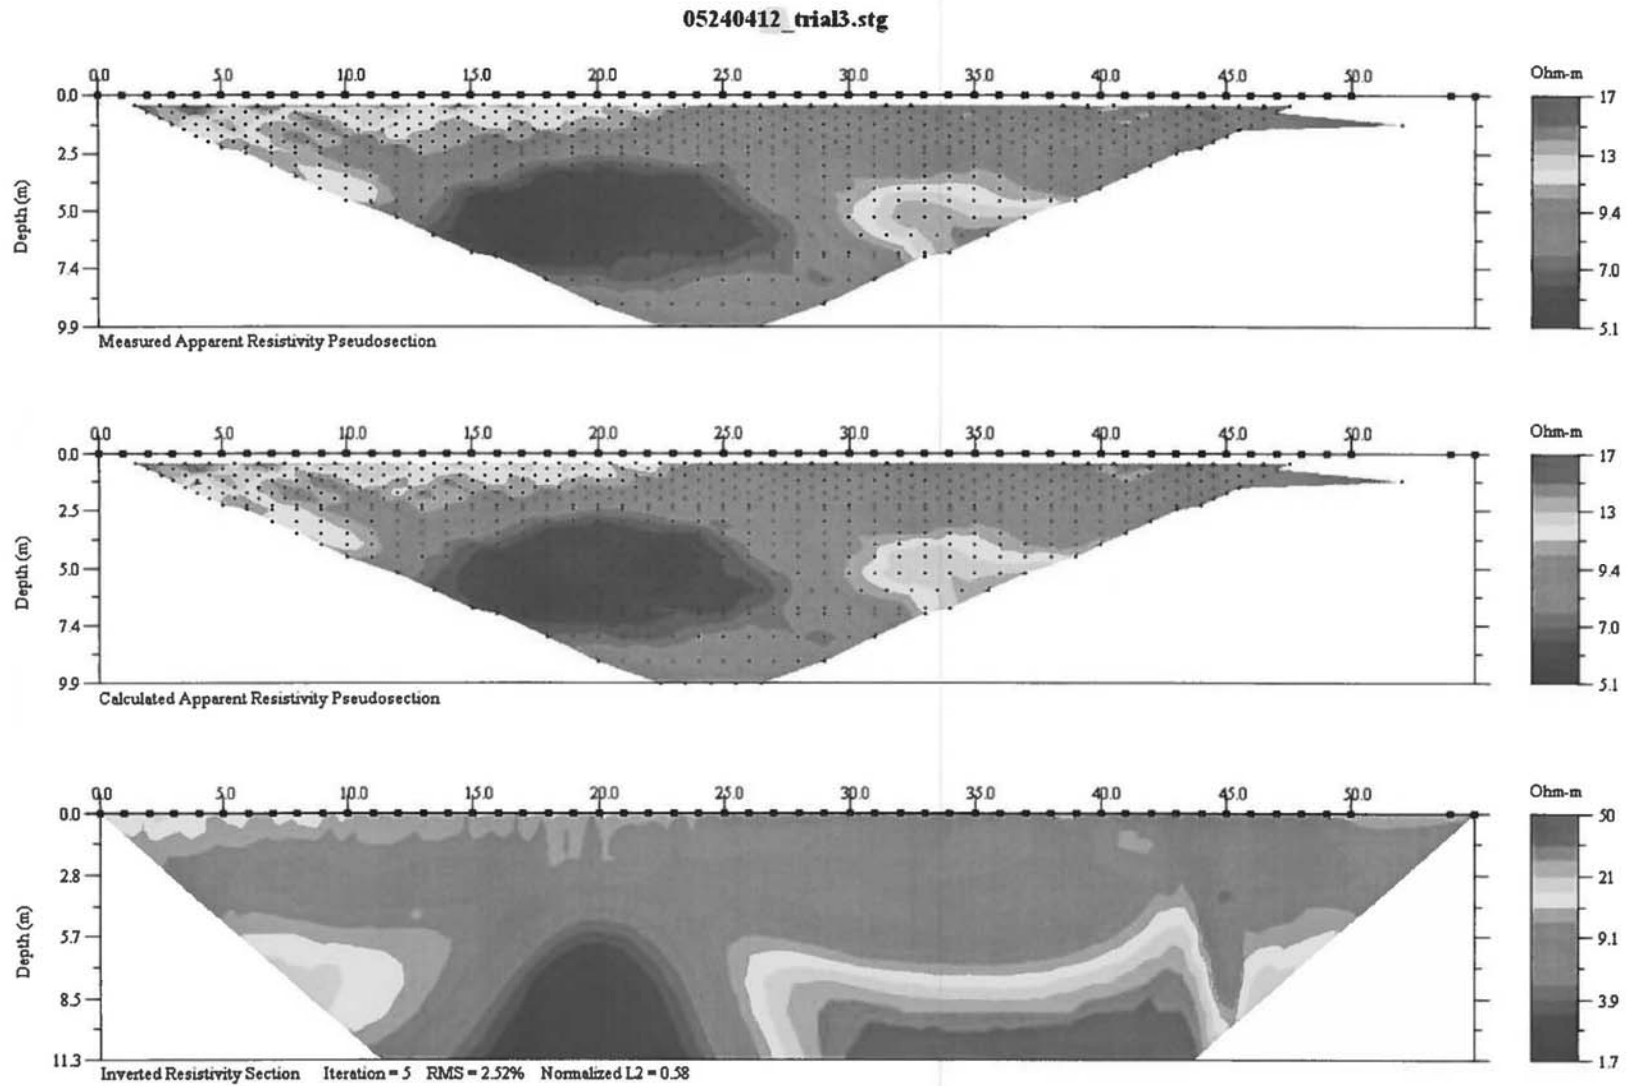 05240412_trial3.stg
0.0 5.0 10.0 15.0 20.0 25.0 30.0 35.0 40.0 45.0 50.0
Ohm-m
0.0
2.5
5.0
7.4
9.9
Depth (m)
17
13
9.4
7.0
5.1
Measured Apparent Resistivity Pseudosection
0.0 5.0 10.0 15.0 20.0 25.0 30.0 35.0 40.0 45.0 50.0
Ohm-m
0.0
2.5
5.0
7.4
9.9
Depth (m)
17
13
9.4
7.0
5.1
Calculated Apparent Resistivity Pseudosection
0.0 5.0 10.0 15.0 20.0 25.0 30.0 35.0 40.0 45.0 50.0
Ohm-m
0.0
2.8
5.7
8.5
11.3
Depth (m)
50
21
9.1
3.9
1.7
Inverted Resistivity Section Iteration = 5 RMS = 2.52% Normalized L2 = 0.58